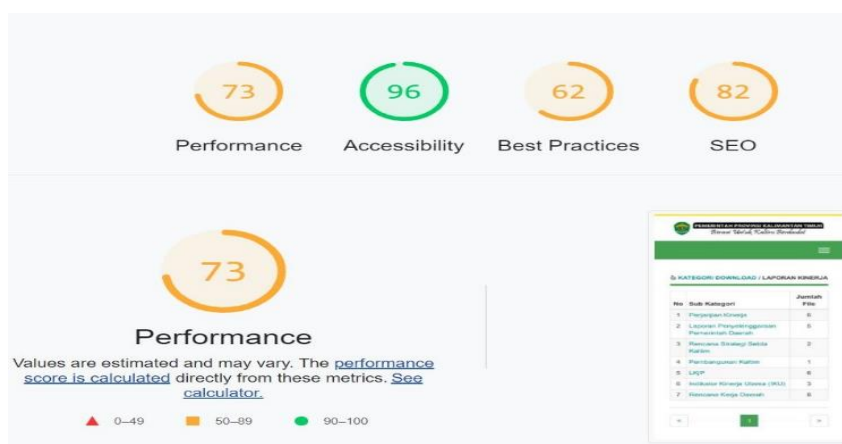 73
96
62
82
Performance
Accessibility
Best Practices
SEO
73
Performance
Values are estimated and may vary. The performance
score is calculated directly from these metrics. See
calculator.
0–49
50–89
90–100
PEMERINTAH PROVINSI KALIMANTAN TIMUR
KATEGORI DOWNLOAD / LAPORAN KINERJA
No Sub Kategori Jumlah File
1 Perjanjian Kinerja 6
2 Laporan Penyelenggaraan Pemerintah Daerah 5
3 Rencana Strategi Setda Kaltim 2
4 Pembangunan Kaltim 1
5 LKjIP 6
6 Indikator Kinerja Utama (IKU) 3
7 Rencana Kerja Daerah 6
«
1
»